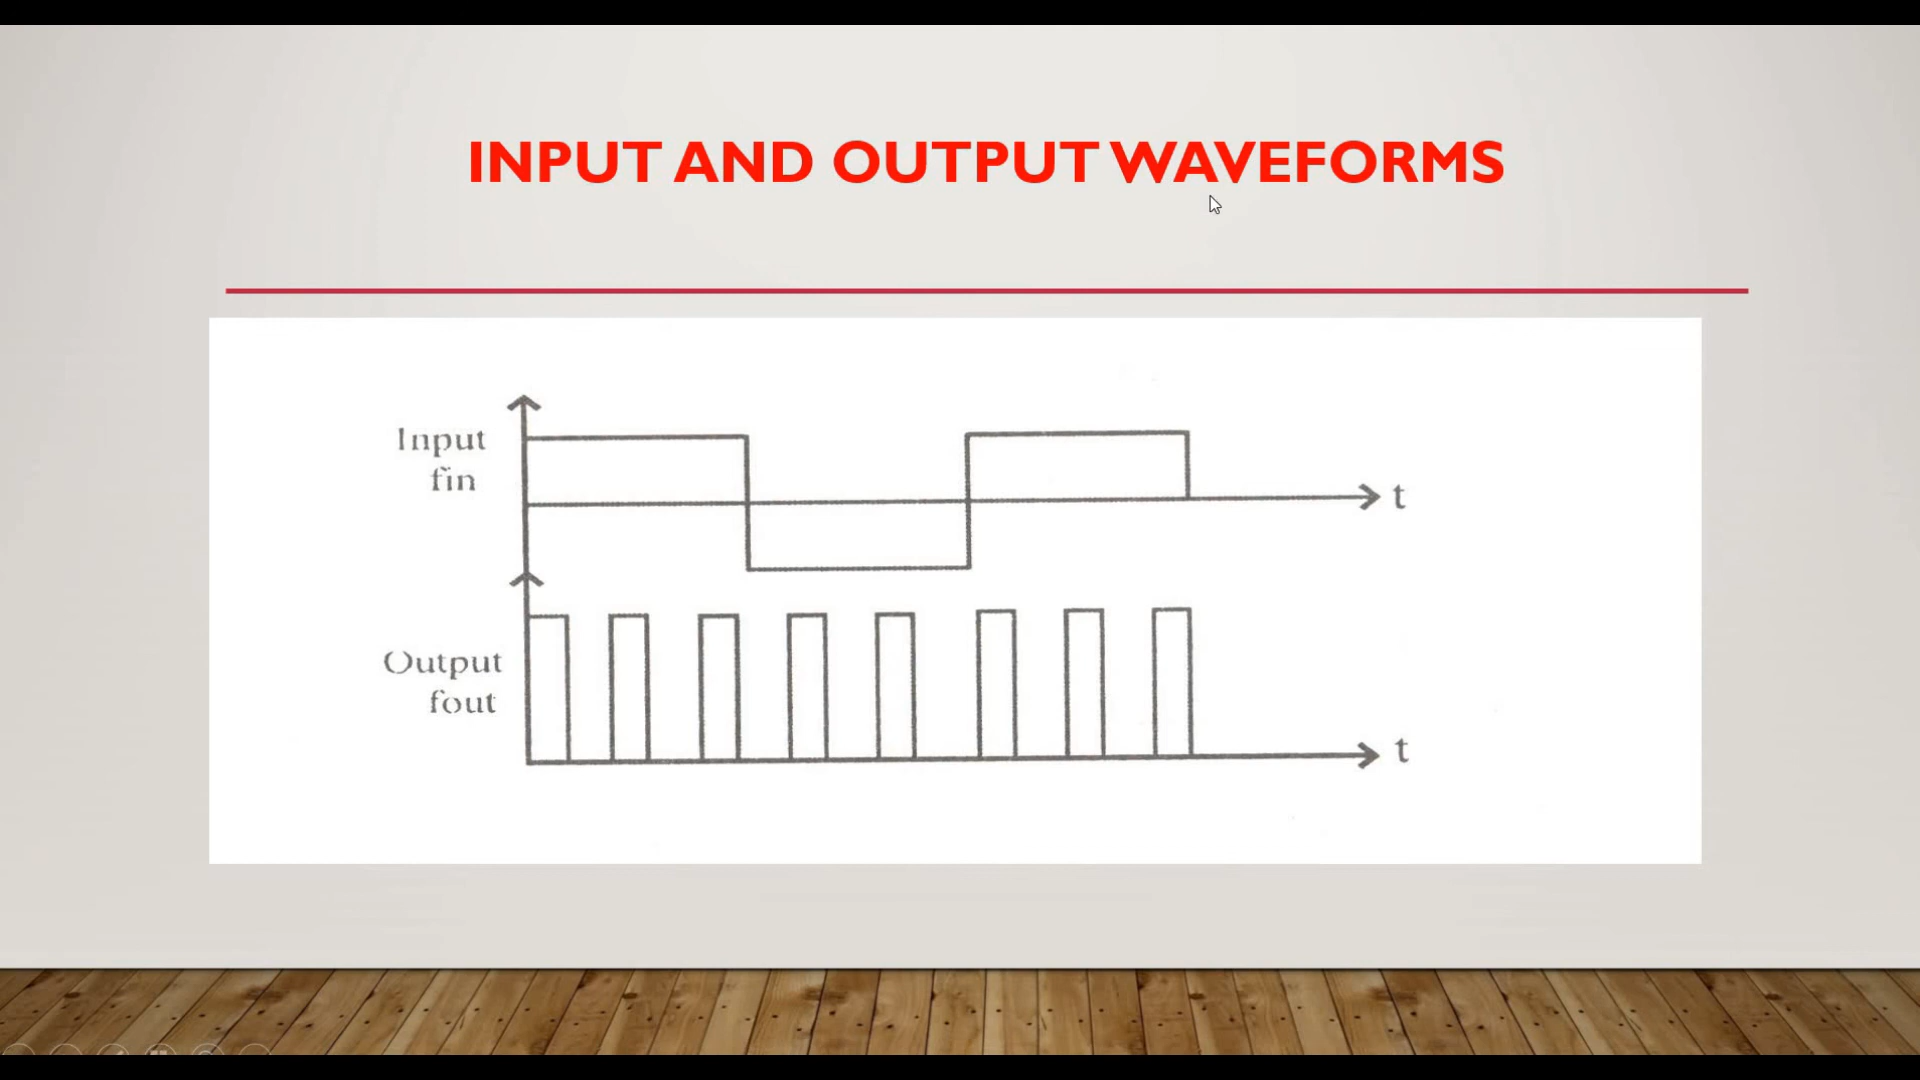 INPUT AND OUTPUT WAVEFORMS
Input
fin
t
Output
fout
t